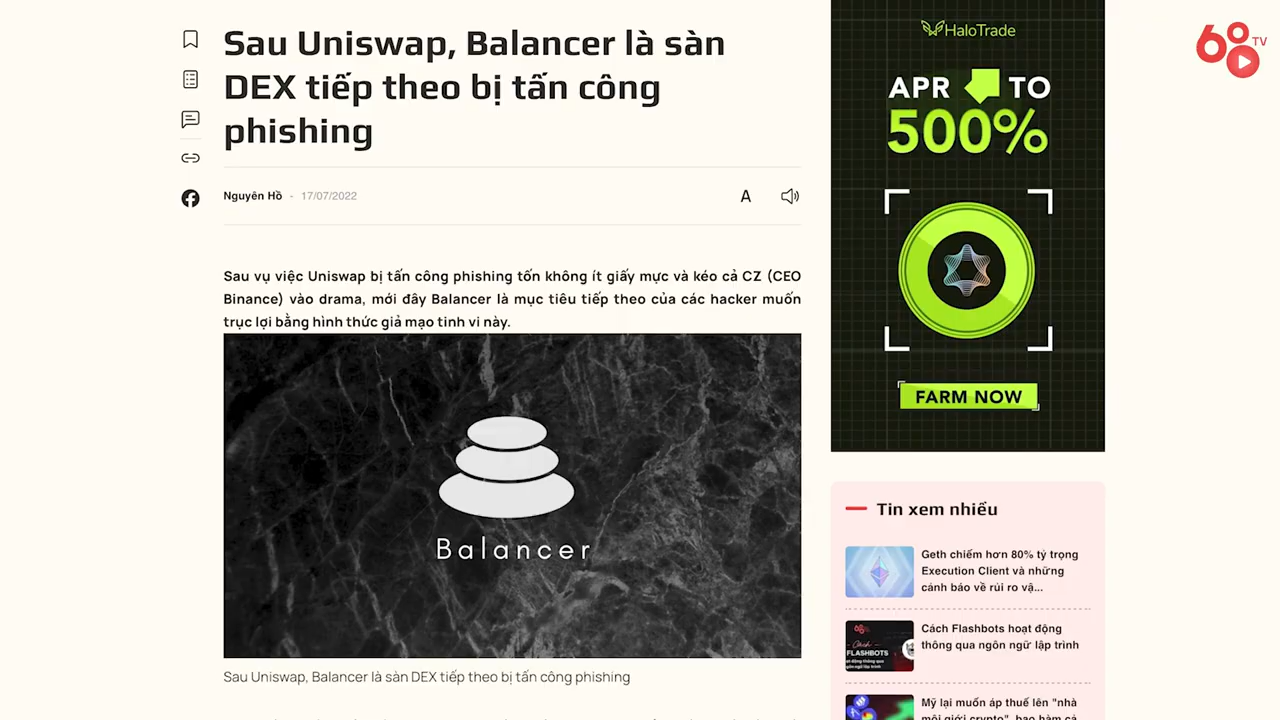 Sau Uniswap, Balancer là sàn
DEX tiếp theo bị tấn công
phishing
Nguyên Hồ - 17/07/2022
A
Sau vụ việc Uniswap bị tấn công phishing tốn không ít giấy mực và kéo cả CZ (CEO
Binance) vào drama, mới đây Balancer là mục tiêu tiếp theo của các hacker muốn
trục lợi bằng hình thức giả mạo tinh vi này.
Balancer
Sau Uniswap, Balancer là sàn DEX tiếp theo bị tấn công phishing
HaloTrade
APR TO
500%
FARM NOW
68 TV
Tin xem nhiều
Geth chiếm hơn 80% tỷ trọng
Execution Client và những
cảnh báo về rủi ro vậ...
Cách
FLASHBOTS
Cách Flashbots hoạt động
thông qua ngôn ngữ lập trình
Mỹ lại muốn áp thuế lên "nhà
môi giới crypto", bao hàm cả